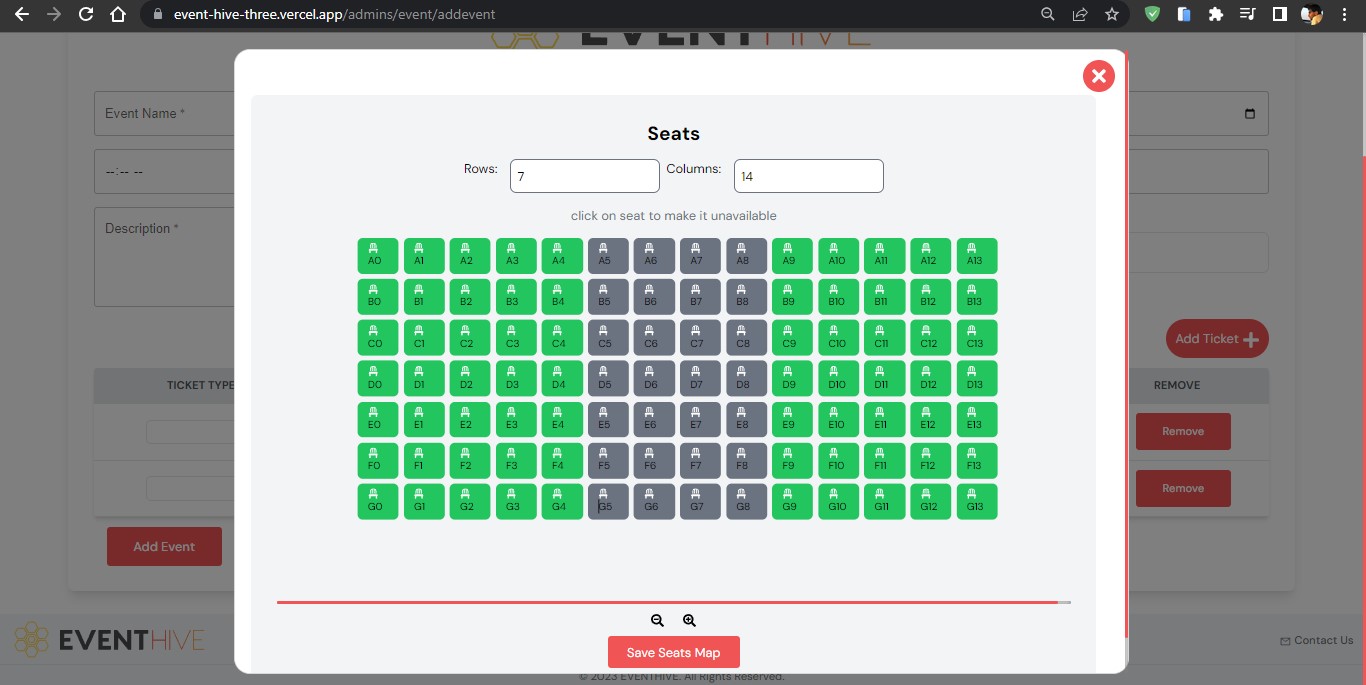 event-hive-three.vercel.app/admins/event/addevent
EVENTHIVE
Event Name *
--:-- --
Description *
Seats
Rows: 7 Columns: 14
click on seat to make it unavailable
A0 A1 A2 A3 A4 A5 A6 A7 A8 A9 A10 A11 A12 A13
B0 B1 B2 B3 B4 B5 B6 B7 B8 B9 B10 B11 B12 B13
C0 C1 C2 C3 C4 C5 C6 C7 C8 C9 C10 C11 C12 C13
D0 D1 D2 D3 D4 D5 D6 D7 D8 D9 D10 D11 D12 D13
E0 E1 E2 E3 E4 E5 E6 E7 E8 E9 E10 E11 E12 E13
F0 F1 F2 F3 F4 F5 F6 F7 F8 F9 F10 F11 F12 F13
G0 G1 G2 G3 G4 G5 G6 G7 G8 G9 G10 G11 G12 G13
Save Seats Map
Add Ticket
TICKET TYPE
REMOVE
Remove
Remove
Add Event
EVENTHIVE
Contact Us
© 2023 EVENTHIVE. All Rights Reserved.